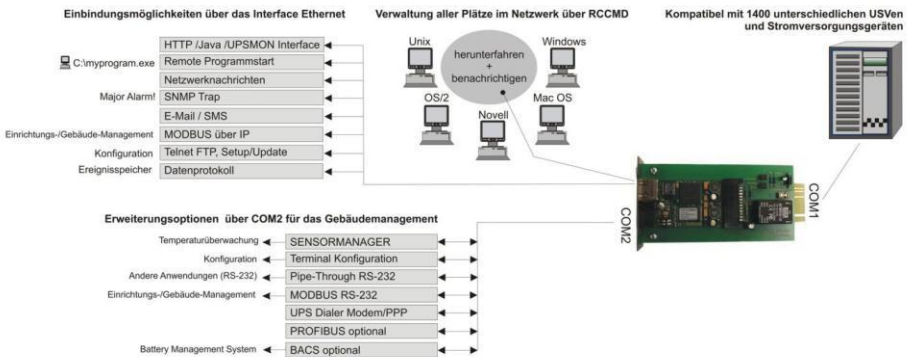 Einbindungsmöglichkeiten über das Interface Ethernet
Verwaltung aller Plätze im Netzwerk über RCCMD
Kompatibel mit 1400 unterschiedlichen USVen
und Stromversorgungsgeräten
HTTP /Java /UPSMON Interface
C:\myprogram.exe
Remote Programmstart
Netzwerknachrichten
Major Alarm!
SNMP Trap
E-Mail / SMS
Einrichtungs-/Gebäude-Management
MODBUS über IP
Konfiguration
Telnet FTP, Setup/Update
Ereignisspeicher
Datenprotokoll
Unix
Windows
herunterfahren
+
benachrichtigen
OS/2
Mac OS
Novell
COM1
COM2
Erweiterungsoptionen über COM2 für das Gebäudemanagement
Temperaturüberwachung
SENSORMANAGER
Konfiguration
Terminal Konfiguration
Andere Anwendungen (RS-232)
Pipe-Through RS-232
Einrichtungs-/Gebäude-Management
MODBUS RS-232
UPS Dialer Modem/PPP
PROFIBUS optional
Battery Management System
BACS optional